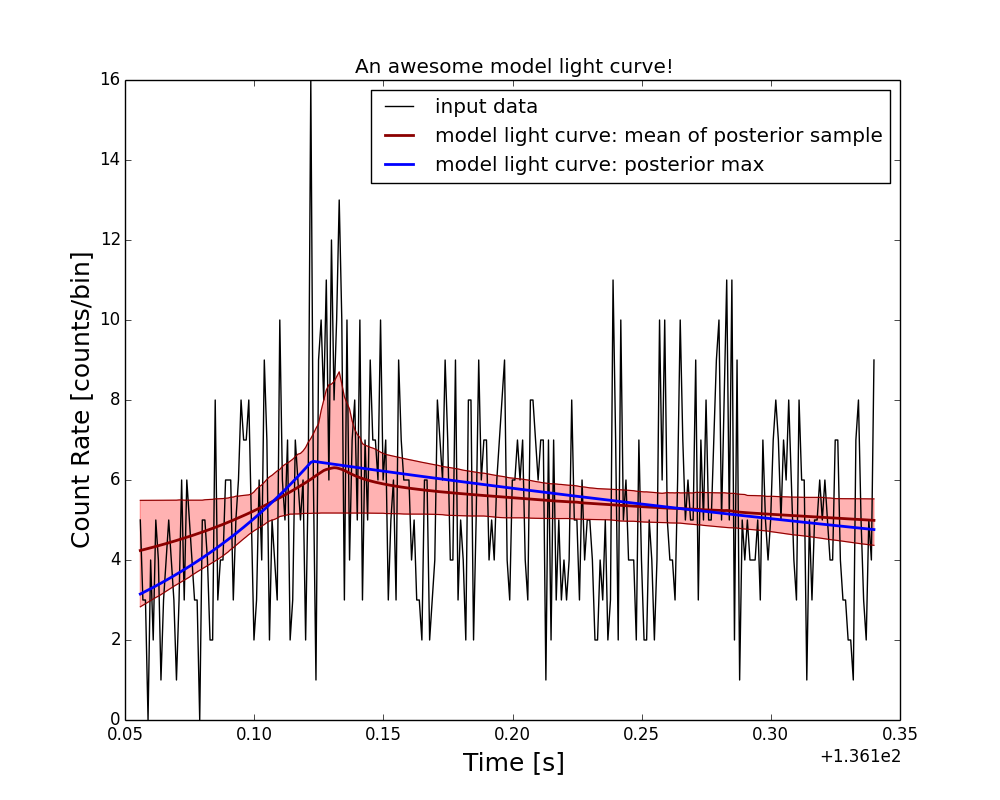 An awesome model light curve!
input data
model light curve: mean of posterior sample
model light curve: posterior max
Count Rate [counts/bin]
16
14
12
10
8
6
4
2
0
0.05 0.10 0.15 0.20 0.25 0.30 0.35
Time [s]
+1.361e2